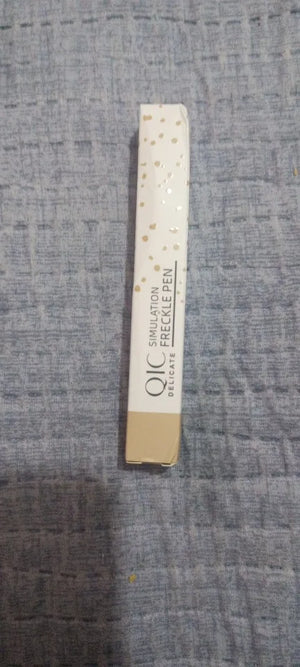 QIC
DELICATE
SIMULATION
FRECKLE PEN